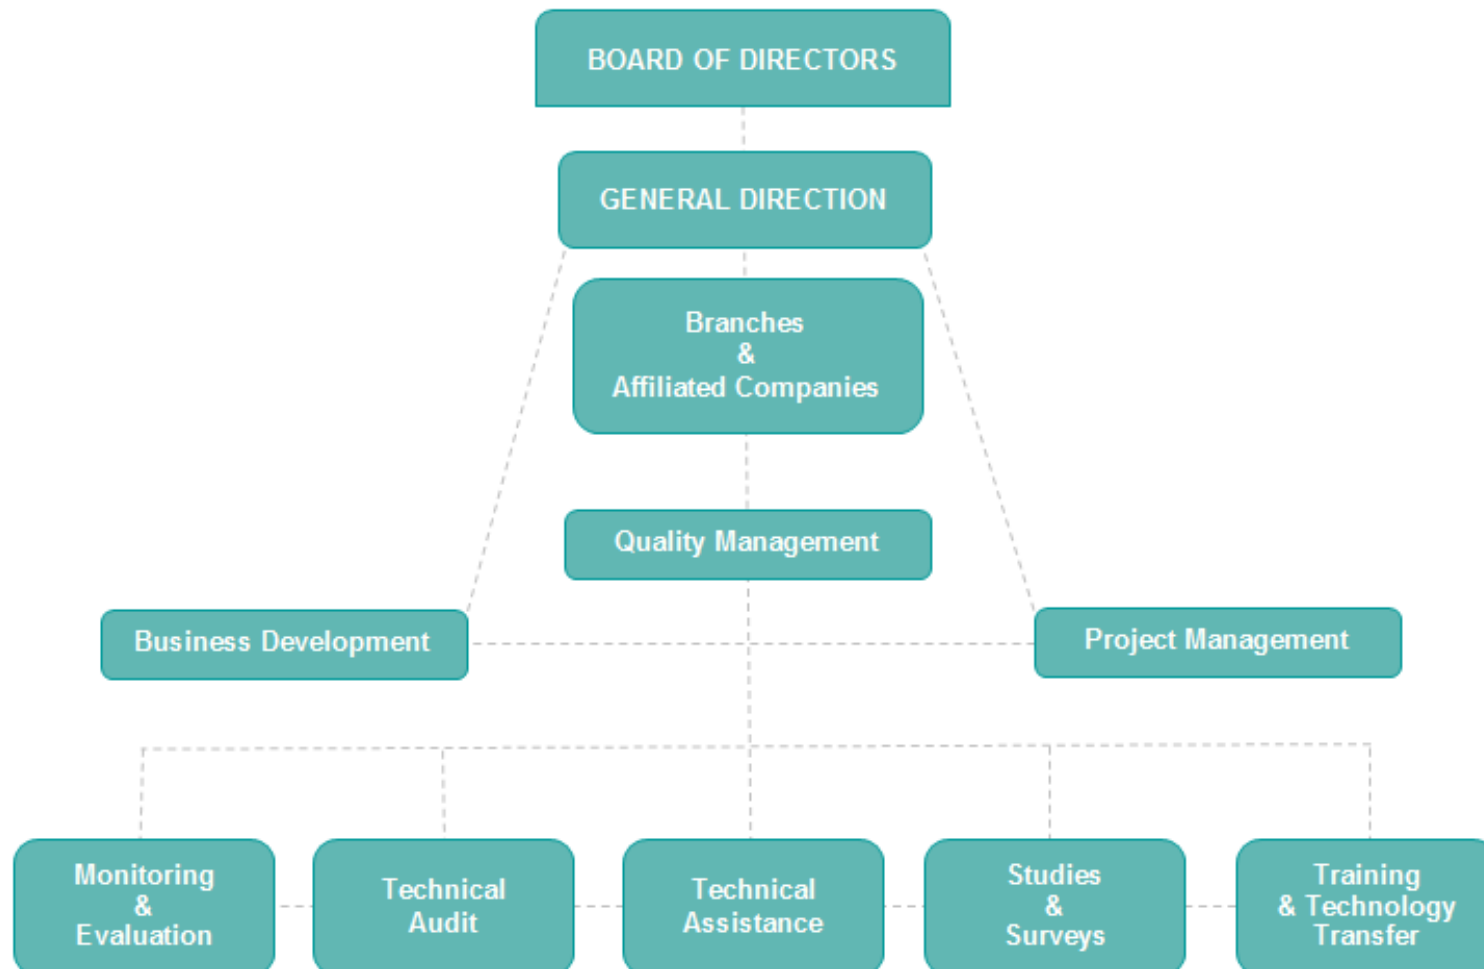 BOARD OF DIRECTORS
GENERAL DIRECTION
Branches
&
Affiliated Companies
Quality Management
Business Development
Project Management
Monitoring
&
Evaluation
Technical
Audit
Technical
Assistance
Studies
&
Surveys
Training
& Technology
Transfer